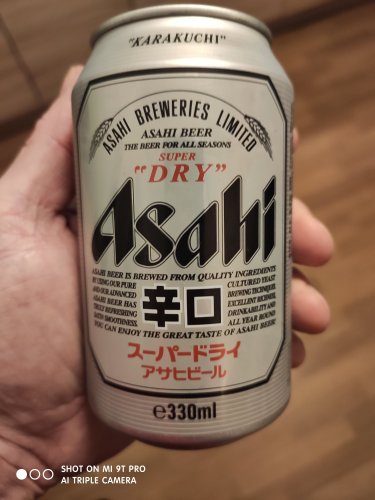 "KARAKUCHI"
ASAHI BREWERIES LIMITED
ASAHI BEER
THE BEER FOR ALL SEASONS
SUPER
"DRY"
Asahi
ASAHI BEER IS BREWED FROM QUALITY INGREDIENTS
BY USING OUR PURE CULTURED YEAST
AND OUR ADVANCED BREWING TECHNIQUES.
ASAHI BEER HAS EXCELLENT RICHNESS,
TRULY REFRESHING DRINKABILITY AND
SATIN SMOOTHNESS. ALL YEAR ROUND
YOU CAN ENJOY THE GREAT TASTE OF ASAHI BEER!
辛口
スーパードライ
アサヒビール
℮330ml
SHOT ON MI 9T PRO
AI TRIPLE CAMERA